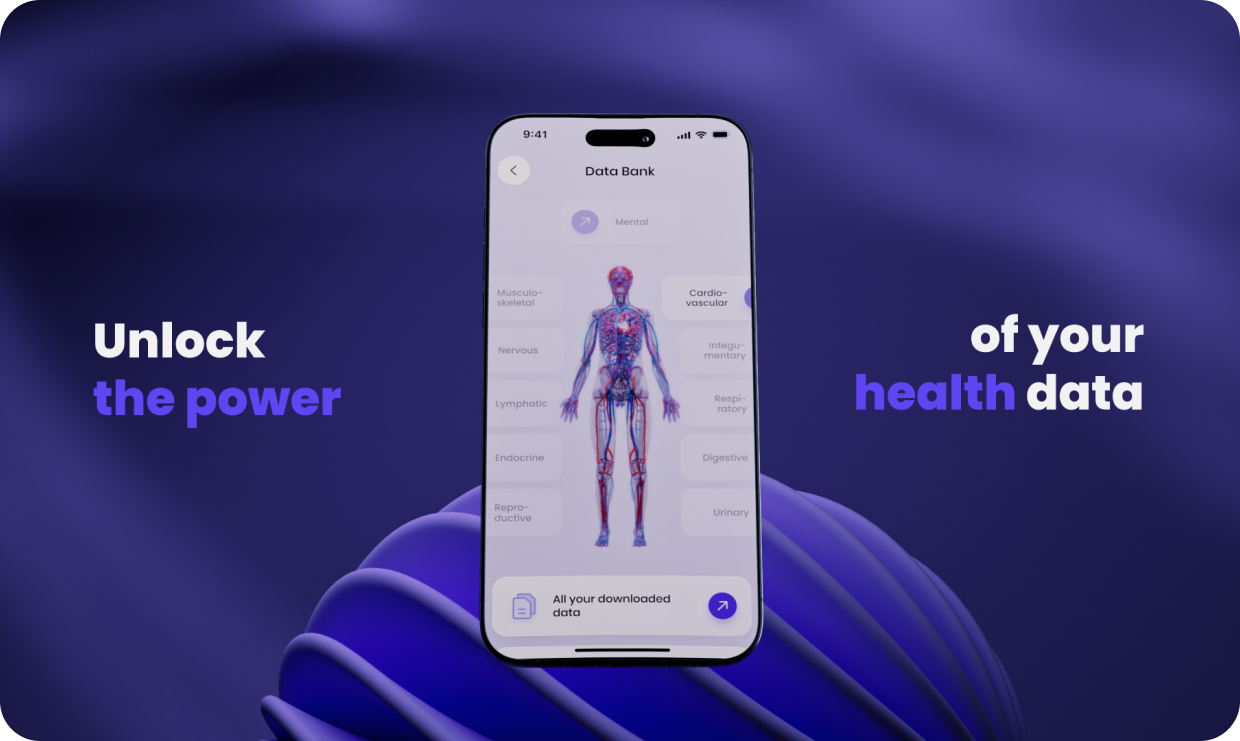 9:41
Data Bank
Mental
Musculo-
skeletal
Cardio-
vascular
Nervous
Integu-
mentary
Lymphatic
Respi-
ratory
Endocrine
Digestive
Repro-
ductive
Urinary
All your downloaded
data
Unlock
the power
of your
health data